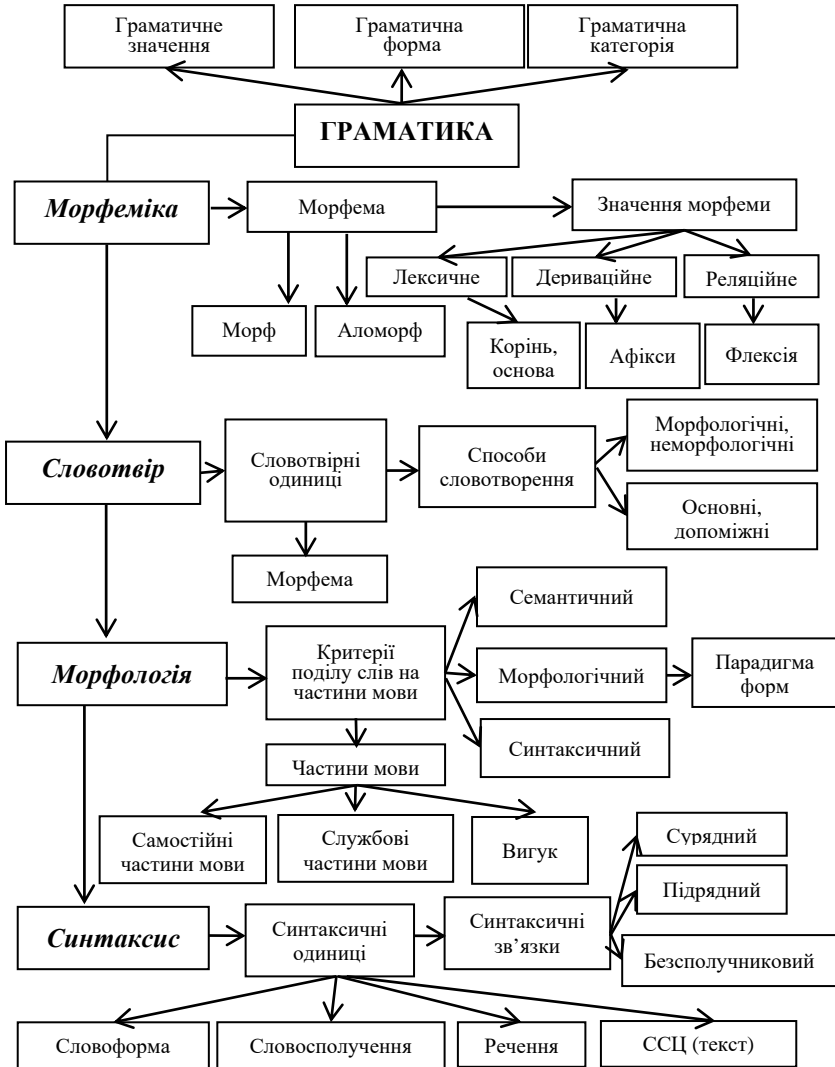 Граматичне
значення
Граматична
форма
Граматична
категорія
ГРАМАТИКА
Морфеміка
Морфема
Значення морфеми
Лексичне
Дериваційне
Реляційне
Морф
Аломорф
Корінь,
основа
Афікси
Флексія
Словотвір
Словотвірні
одиниці
Способи
словотворення
Морфологічні,
неморфологічні
Основні,
допоміжні
Морфема
Морфологія
Критерії
поділу слів на
частини мови
Семантичний
Морфологічний
Парадигма
форм
Синтаксичний
Частини мови
Самостійні
частини мови
Службові
частини мови
Вигук
Сурядний
Підрядний
Безсполучниковий
Синтаксис
Синтаксичні
одиниці
Синтаксичні
зв’язки
Словоформа
Словосполучення
Речення
ССЦ (текст)